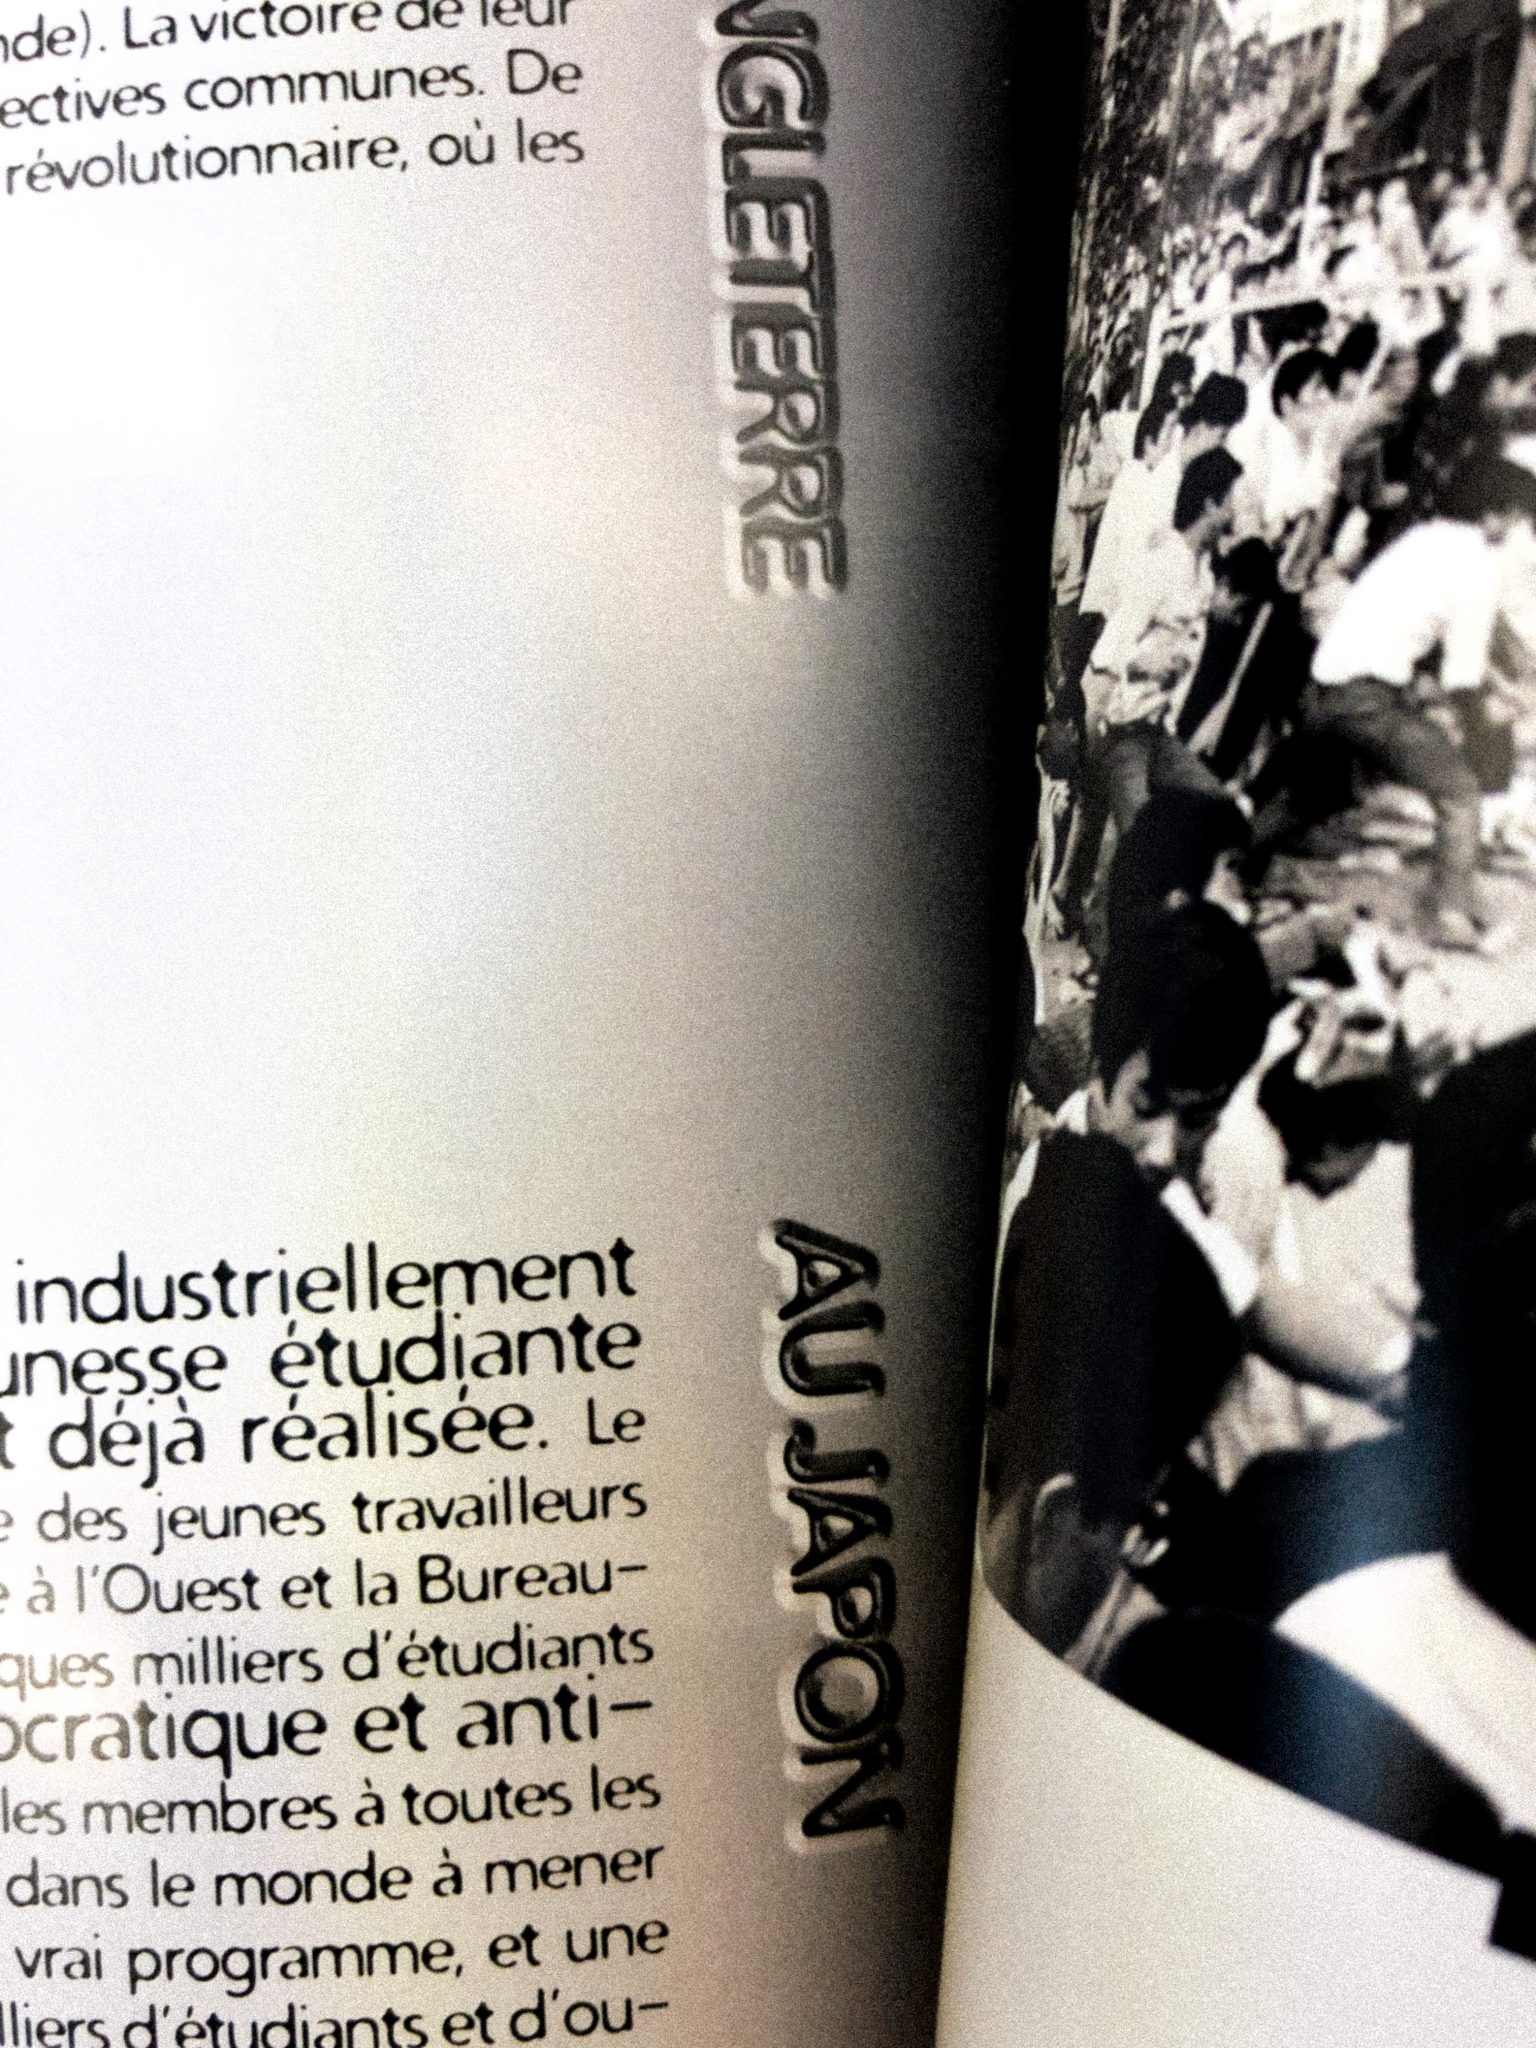 nde). La victoire de leur
ectives communes. De
révolutionnaire, où les
NGLETERRE
industriellement
unesse étudiante
t déjà réalisée. Le
e des jeunes travailleurs
e à l'Ouest et la Bureau-
ques milliers d'étudiants
ocratique et anti-
les membres à toutes les
dans le monde à mener
vrai programme, et une
lliers d'étudiants et d'ou-
AU JAPON